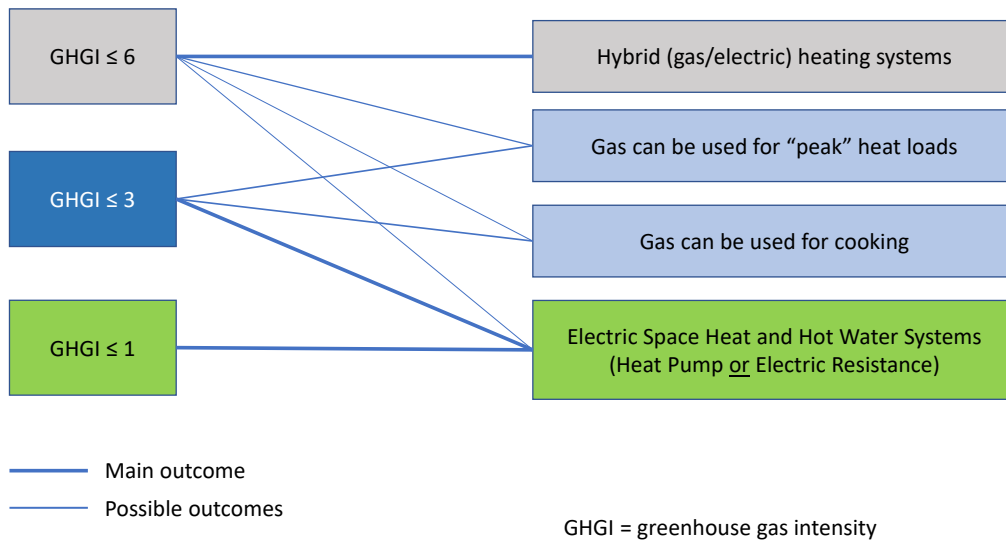 GHGI ≤ 6
Hybrid (gas/electric) heating systems
Gas can be used for “peak” heat loads
GHGI ≤ 3
Gas can be used for cooking
GHGI ≤ 1
Electric Space Heat and Hot Water Systems
(Heat Pump or Electric Resistance)
Main outcome
Possible outcomes
GHGI = greenhouse gas intensity